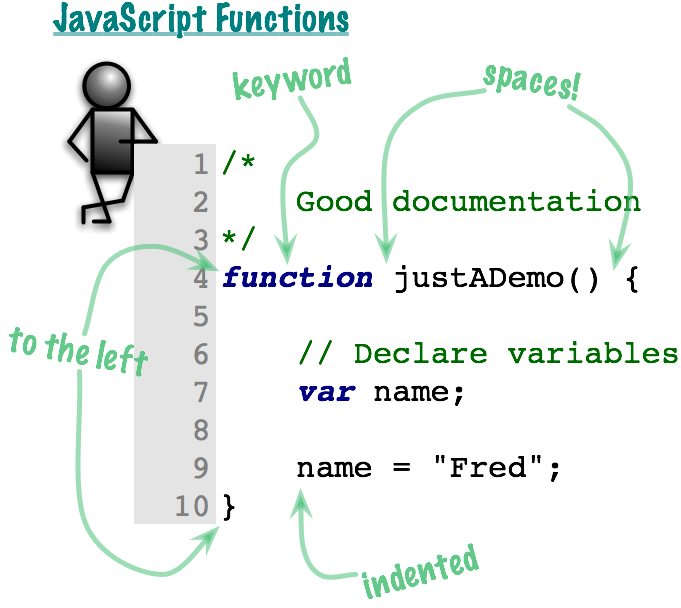 JavaScript Functions
keyword
spaces!
1 /*
2 Good documentation
3 */
4 function justADemo() {
5
to the left
6 // Declare variables
7 var name;
8
9 name = "Fred";
10 }
indented